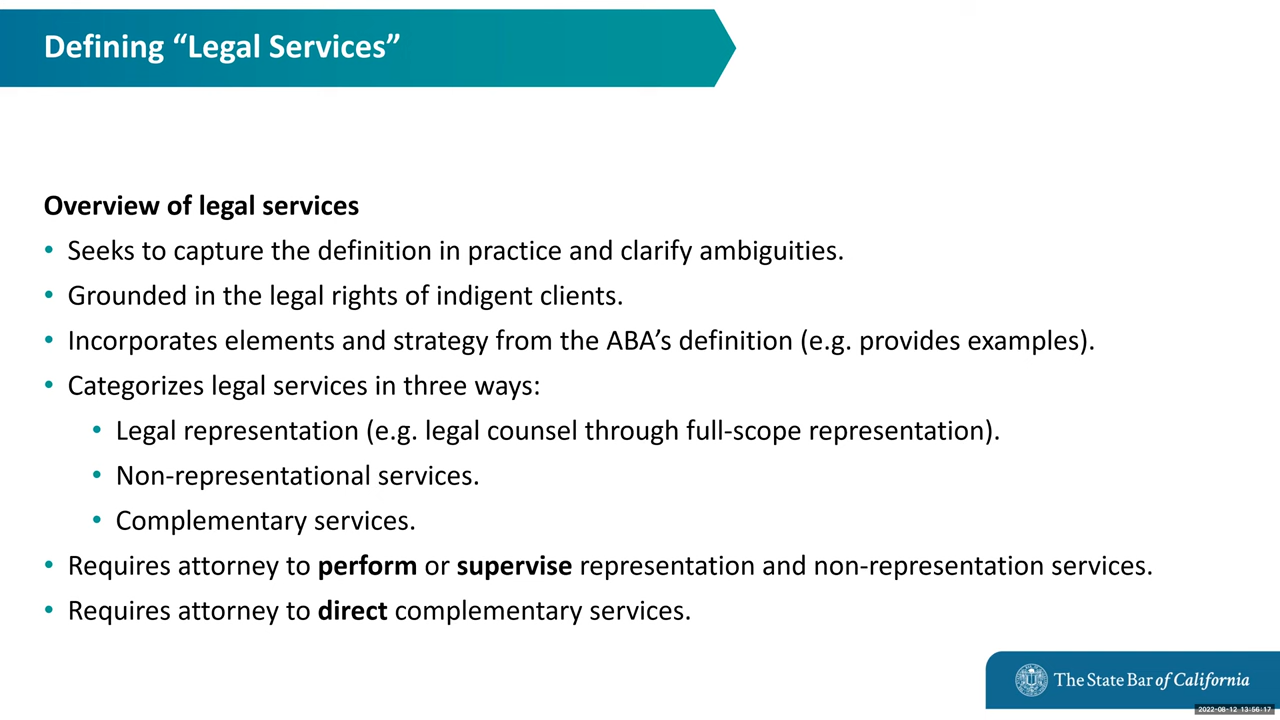 Defining “Legal Services”
Overview of legal services
• Seeks to capture the definition in practice and clarify ambiguities.
• Grounded in the legal rights of indigent clients.
• Incorporates elements and strategy from the ABA’s definition (e.g. provides examples).
• Categorizes legal services in three ways:
• Legal representation (e.g. legal counsel through full-scope representation).
• Non-representational services.
• Complementary services.
• Requires attorney to perform or supervise representation and non-representation services.
• Requires attorney to direct complementary services.
The State Bar of California
2022-08-12 13:56:17